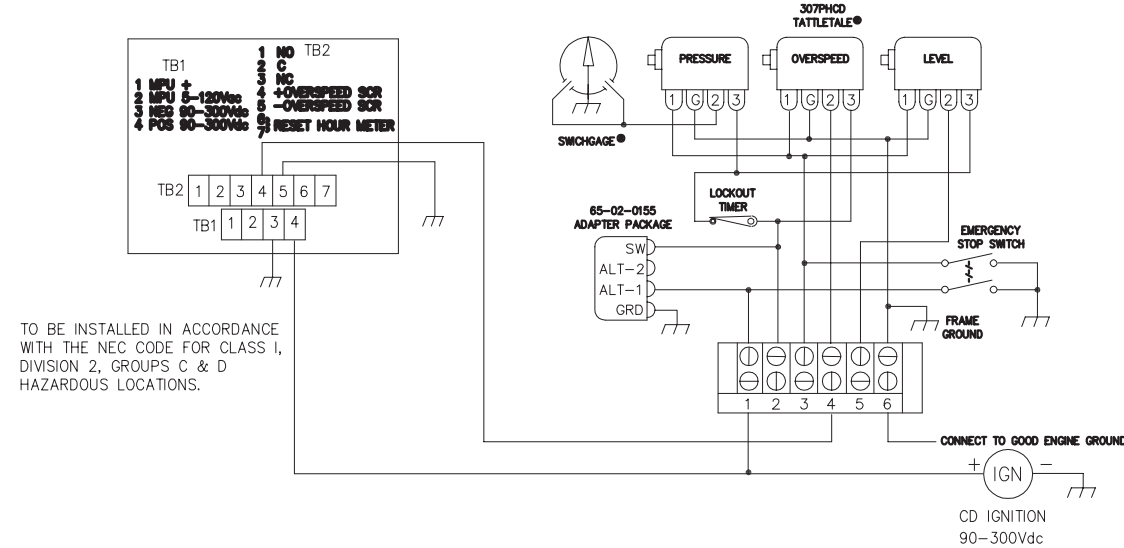 307PHCD
TATTLETALE®
PRESSURE
OVERSPEED
LEVEL
1 G 2 3
1 G 2 3
1 G 2 3
SWICHGAGE®
TB1
1 MPU +
2 MPU 5-120Vac
3 NEG 90-300Vdc
4 POS 90-300Vdc
TB2
1 NO
2 C
3 NC
4 +OVERSPEED SCR
5 -OVERSPEED SCR
6
7 RESET HOUR METER
TB2 1 2 3 4 5 6 7
TB1 1 2 3 4
LOCKOUT
TIMER
65-02-0155
ADAPTER PACKAGE
SW
ALT-2
ALT-1
GRD
EMERGENCY
STOP SWITCH
FRAME
GROUND
TO BE INSTALLED IN ACCORDANCE
WITH THE NEC CODE FOR CLASS I,
DIVISION 2, GROUPS C & D
HAZARDOUS LOCATIONS.
1 2 3 4 5 6
CONNECT TO GOOD ENGINE GROUND
+ IGN -
CD IGNITION
90-300Vdc